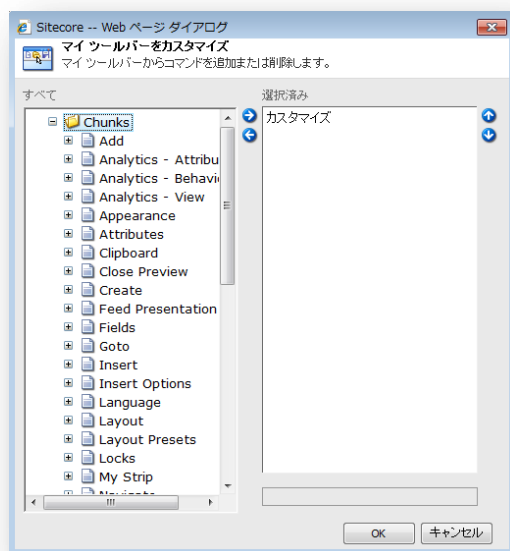 Sitecore -- Web ページ ダイアログ
マイ ツールバーをカスタマイズ
マイ ツールバーからコマンドを追加または削除します。
すべて
選択済み
Chunks
カスタマイズ
Add
Analytics - Attribu
Analytics - Behavi
Analytics - View
Appearance
Attributes
Clipboard
Close Preview
Create
Feed Presentation
Fields
Goto
Insert
Insert Options
Language
Layout
Layout Presets
Locks
My Strip
OK
キャンセル